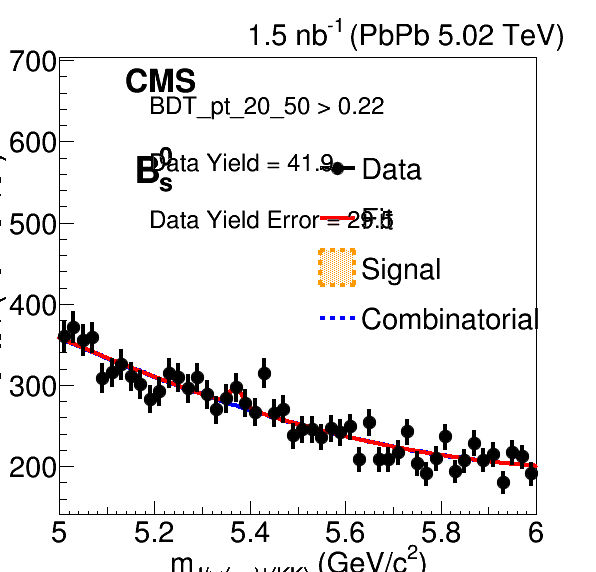 1.5 nb-1 (PbPb 5.02 TeV)
700
CMS
BDT_pt_20_50 > 0.22
600
B0s
Data Yield = 41.9
Data
500
Data Yield Error = 29.5
Fit
Signal
400
Combinatorial
300
200
5 5.2 5.4 5.6 5.8 6
m (GeV/c2)